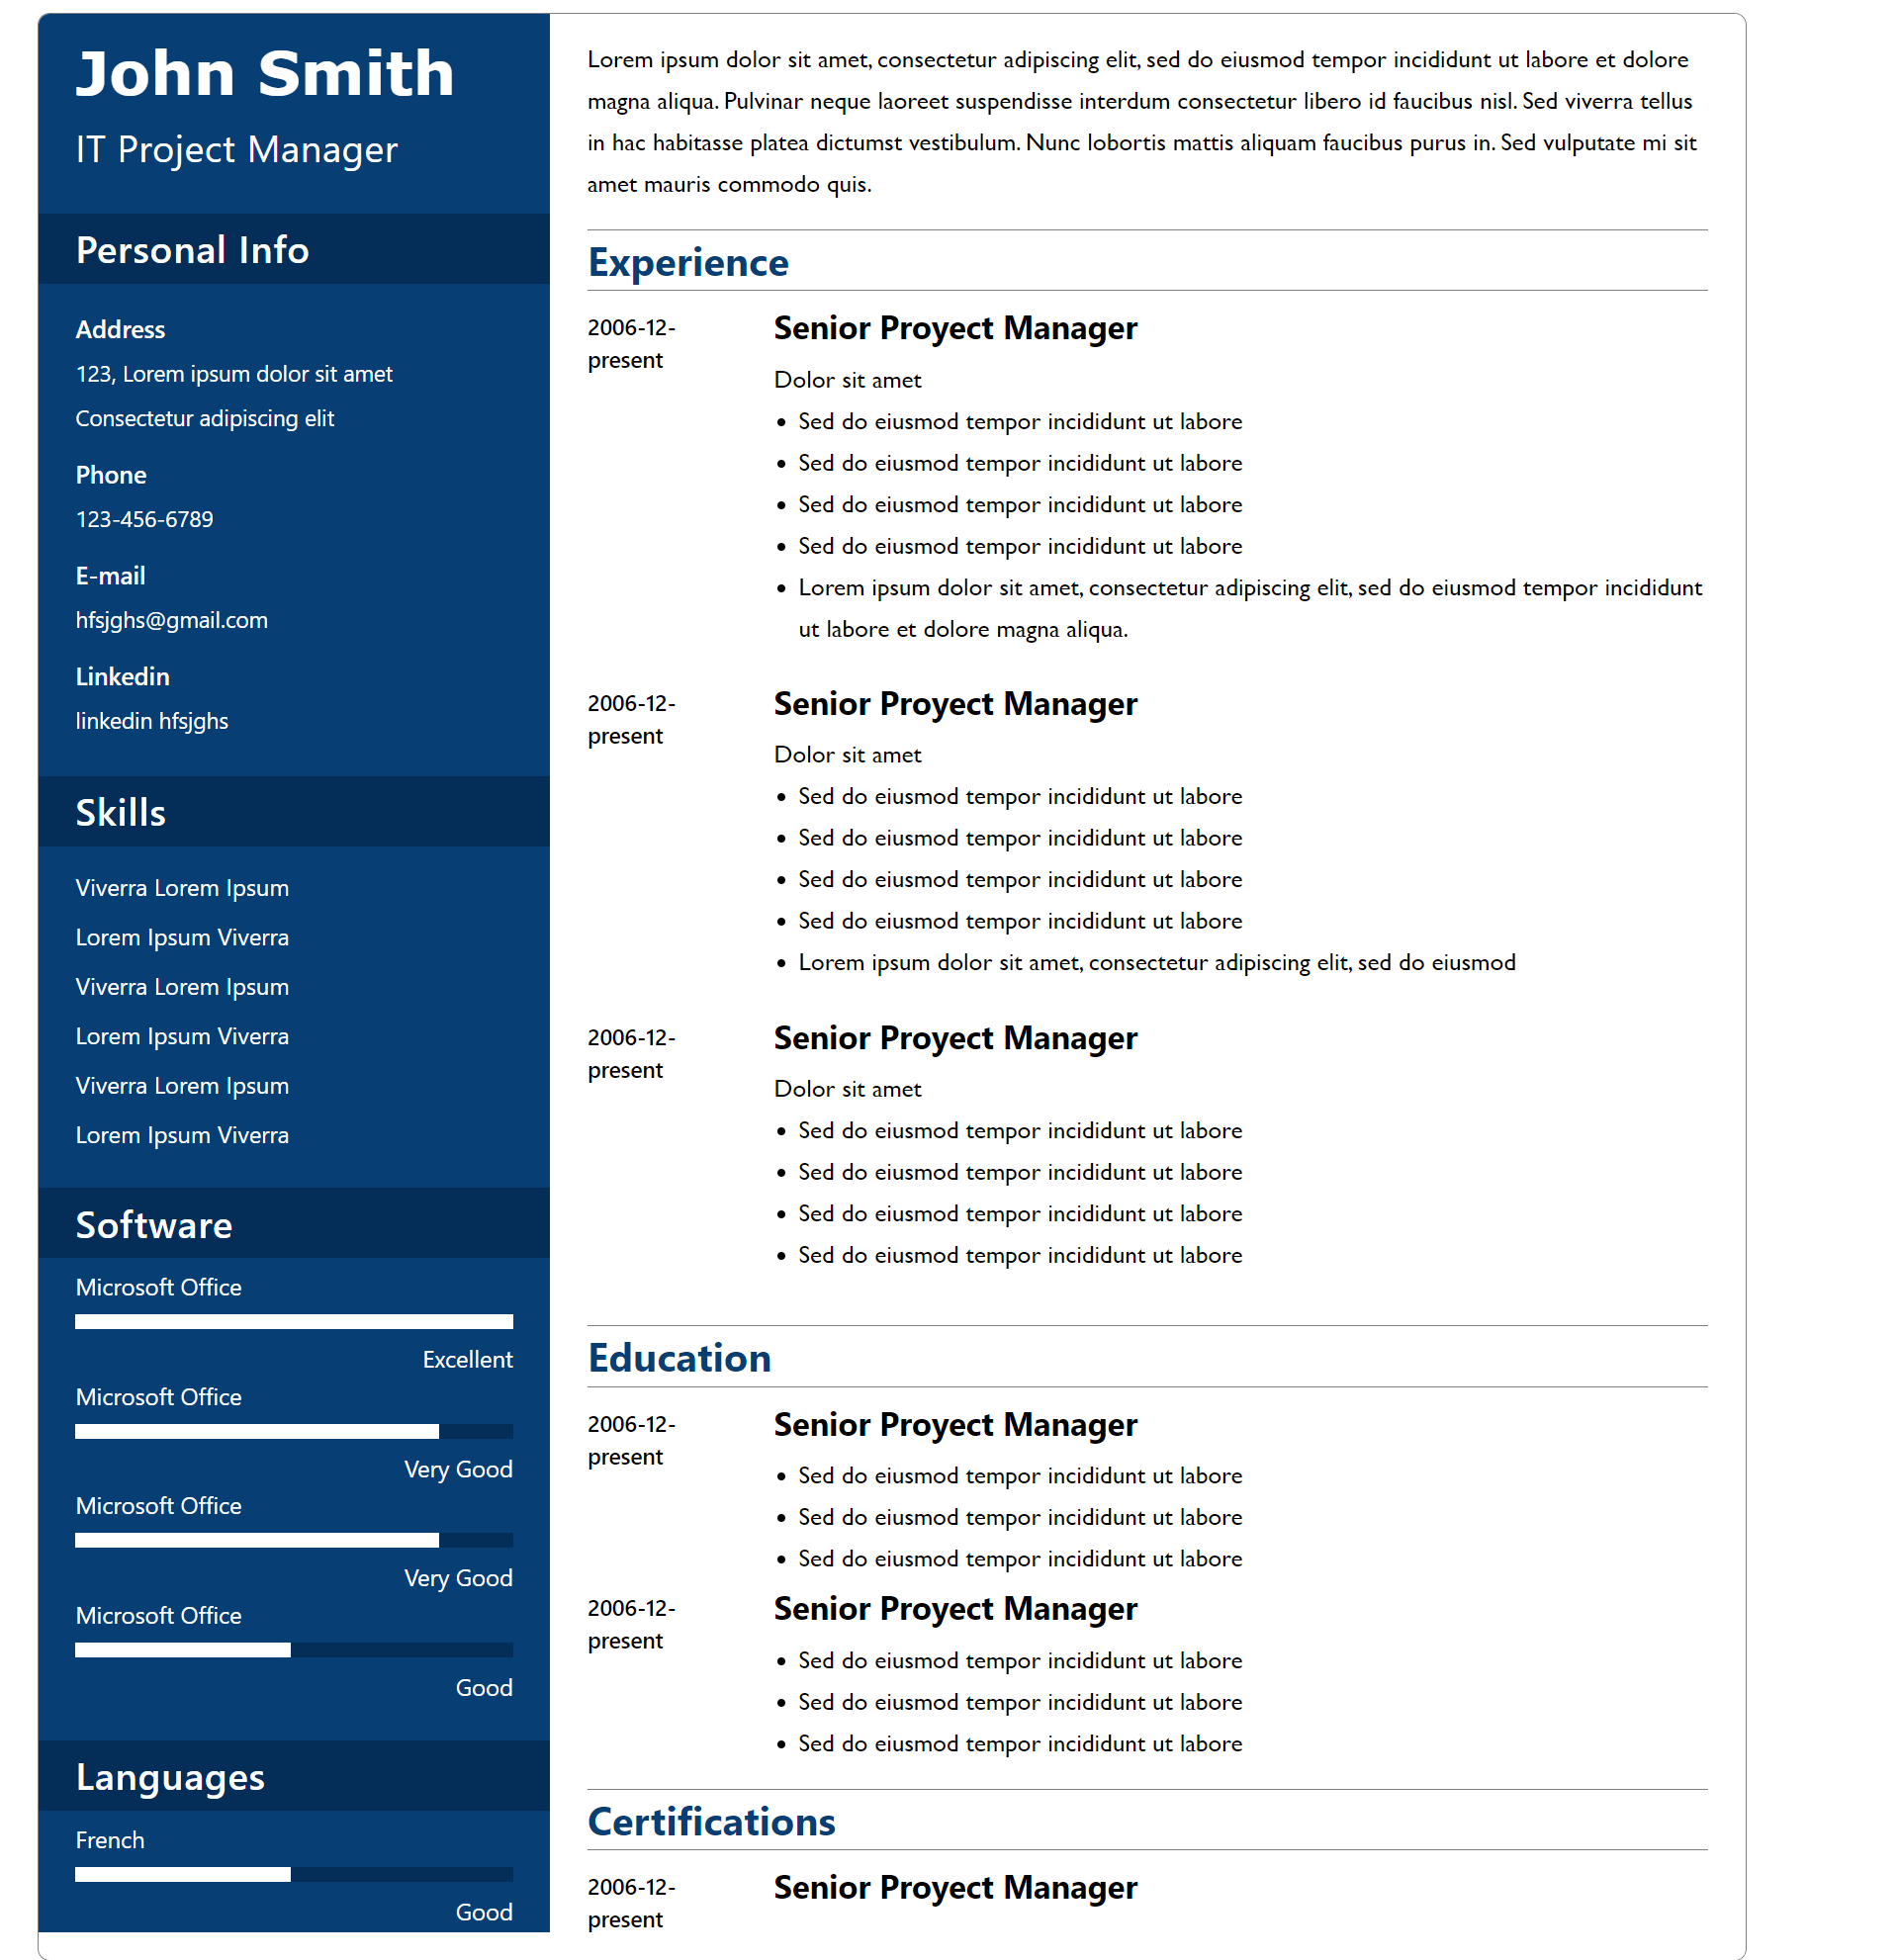 John Smith
IT Project Manager
Personal Info
Address
123, Lorem ipsum dolor sit amet
Consectetur adipiscing elit
Phone
123-456-6789
E-mail
hfsjghs@gmail.com
Linkedin
linkedin hfsjghs
Skills
Viverra Lorem Ipsum
Lorem Ipsum Viverra
Viverra Lorem Ipsum
Lorem Ipsum Viverra
Viverra Lorem Ipsum
Lorem Ipsum Viverra
Software
Microsoft Office
Excellent
Microsoft Office
Very Good
Microsoft Office
Very Good
Microsoft Office
Good
Languages
French
Good
Lorem ipsum dolor sit amet, consectetur adipiscing elit, sed do eiusmod tempor incididunt ut labore et dolore
magna aliqua. Pulvinar neque laoreet suspendisse interdum consectetur libero id faucibus nisl. Sed viverra tellus
in hac habitasse platea dictumst vestibulum. Nunc lobortis mattis aliquam faucibus purus in. Sed vulputate mi sit
amet mauris commodo quis.
Experience
2006-12-
present
Senior Proyect Manager
Dolor sit amet
• Sed do eiusmod tempor incididunt ut labore
• Sed do eiusmod tempor incididunt ut labore
• Sed do eiusmod tempor incididunt ut labore
• Sed do eiusmod tempor incididunt ut labore
• Lorem ipsum dolor sit amet, consectetur adipiscing elit, sed do eiusmod tempor incididunt
ut labore et dolore magna aliqua.
2006-12-
present
Senior Proyect Manager
Dolor sit amet
• Sed do eiusmod tempor incididunt ut labore
• Sed do eiusmod tempor incididunt ut labore
• Sed do eiusmod tempor incididunt ut labore
• Sed do eiusmod tempor incididunt ut labore
• Lorem ipsum dolor sit amet, consectetur adipiscing elit, sed do eiusmod
2006-12-
present
Senior Proyect Manager
Dolor sit amet
• Sed do eiusmod tempor incididunt ut labore
• Sed do eiusmod tempor incididunt ut labore
• Sed do eiusmod tempor incididunt ut labore
• Sed do eiusmod tempor incididunt ut labore
Education
2006-12-
present
Senior Proyect Manager
• Sed do eiusmod tempor incididunt ut labore
• Sed do eiusmod tempor incididunt ut labore
• Sed do eiusmod tempor incididunt ut labore
2006-12-
present
Senior Proyect Manager
• Sed do eiusmod tempor incididunt ut labore
• Sed do eiusmod tempor incididunt ut labore
• Sed do eiusmod tempor incididunt ut labore
Certifications
2006-12-
present
Senior Proyect Manager